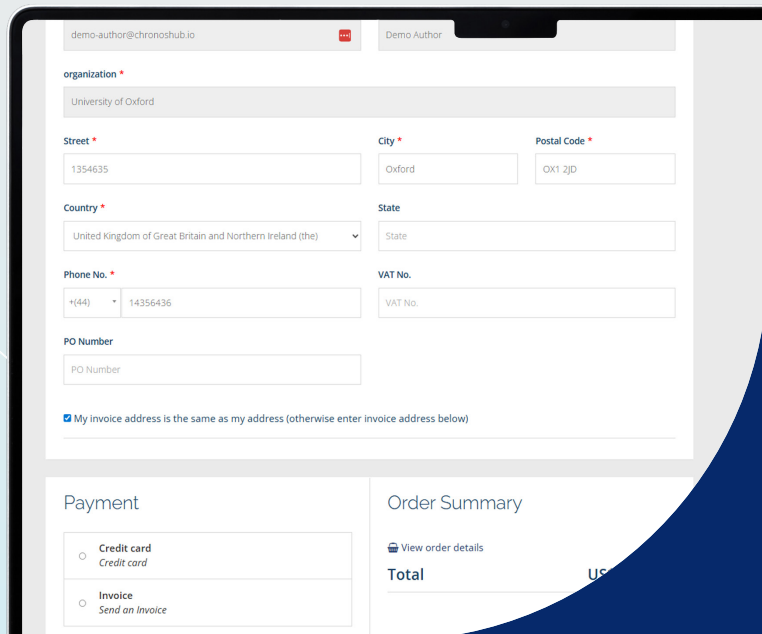 demo-author@chronoshub.io Demo Author
organization *
University of Oxford
Street * City * Postal Code *
1354635 Oxford OX1 2JD
Country * State
United Kingdom of Great Britain and Northern Ireland (the) State
Phone No. * VAT No.
+(44) 14356436 VAT No.
PO Number
PO Number
My invoice address is the same as my address (otherwise enter invoice address below)
Payment Order Summary
Credit card
Credit card
View order details
Total
Invoice
Send an Invoice